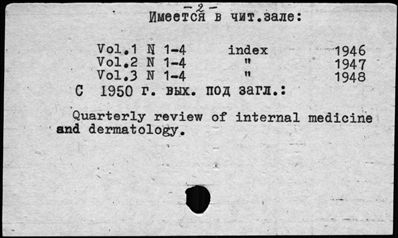 - 2 -
Имеется в чит.зале:
Vol.1 N 1-4 index 1946
Vol.2 N 1-4 " 1947
Vol.3 N 1-4 " 1948
С 1950 г. вых. под загл.:
Quarterly review of internal medicine
and dermatology.